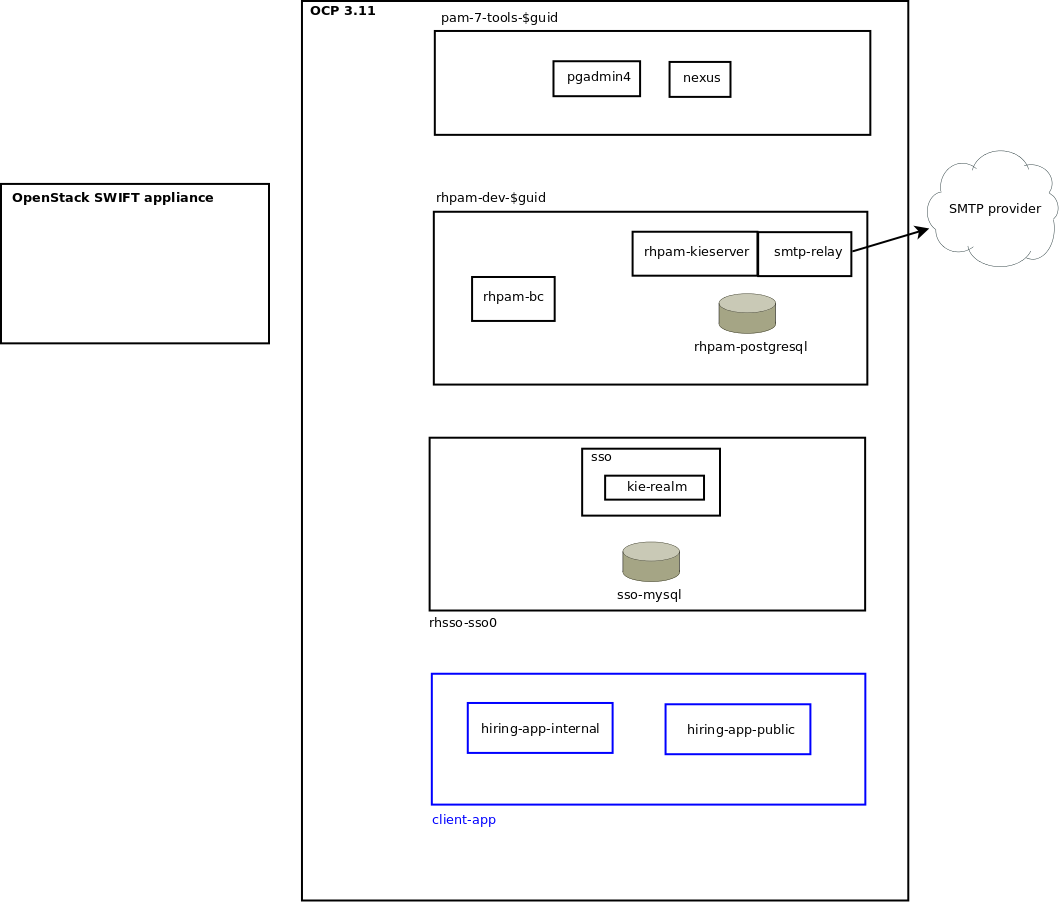 OCP 3.11
pam-7-tools-$guid
pgadmin4
nexus
OpenStack SWIFT appliance
rhpam-dev-$guid
SMTP provider
rhpam-kieserver
smtp-relay
rhpam-bc
rhpam-postgresql
sso
kie-realm
sso-mysql
rhsso-sso0
hiring-app-internal
hiring-app-public
client-app